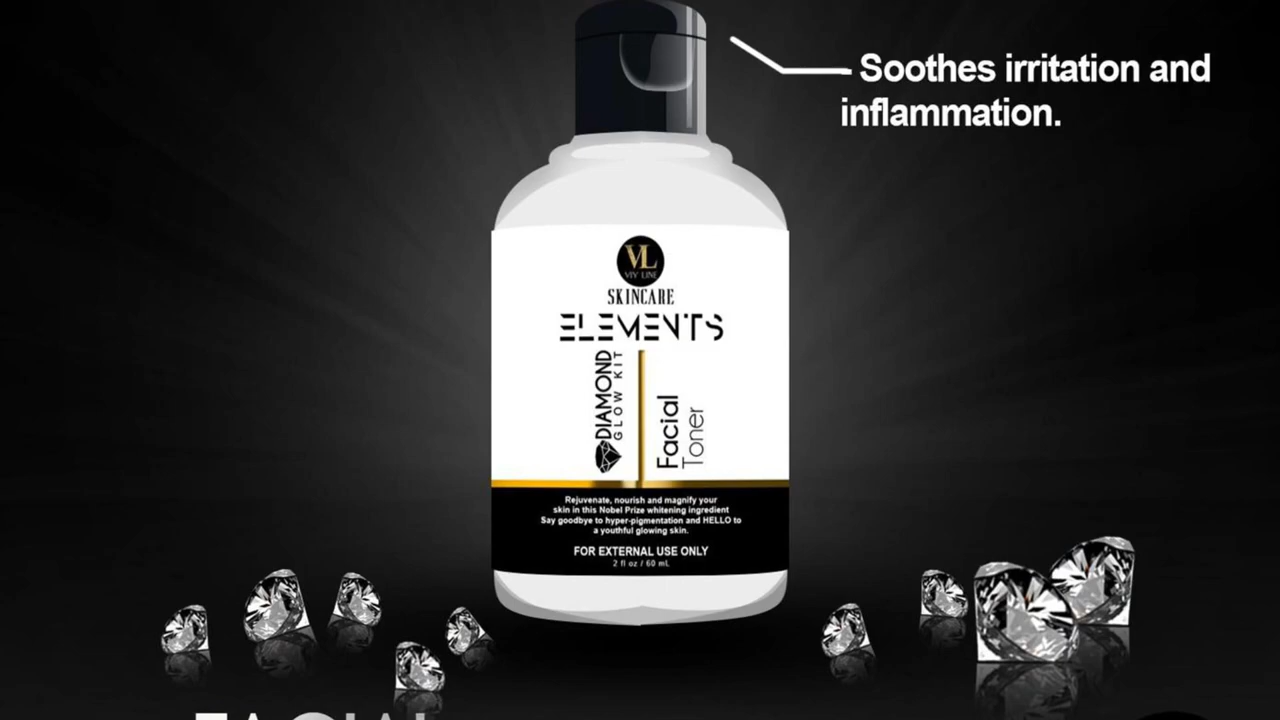 Soothes irritation and
inflammation.
VL
VIV LINE
SKINCARE
ELEMENTS
DIAMOND
GLOW KIT
Facial
Toner
Rejuvenate, nourish and magnify your
skin in this Nobel Prize whitening ingredient
Say goodbye to hyper-pigmentation and HELLO to
a youthful glowing skin.
FOR EXTERNAL USE ONLY
2 fl oz / 60 mL
FACIAL